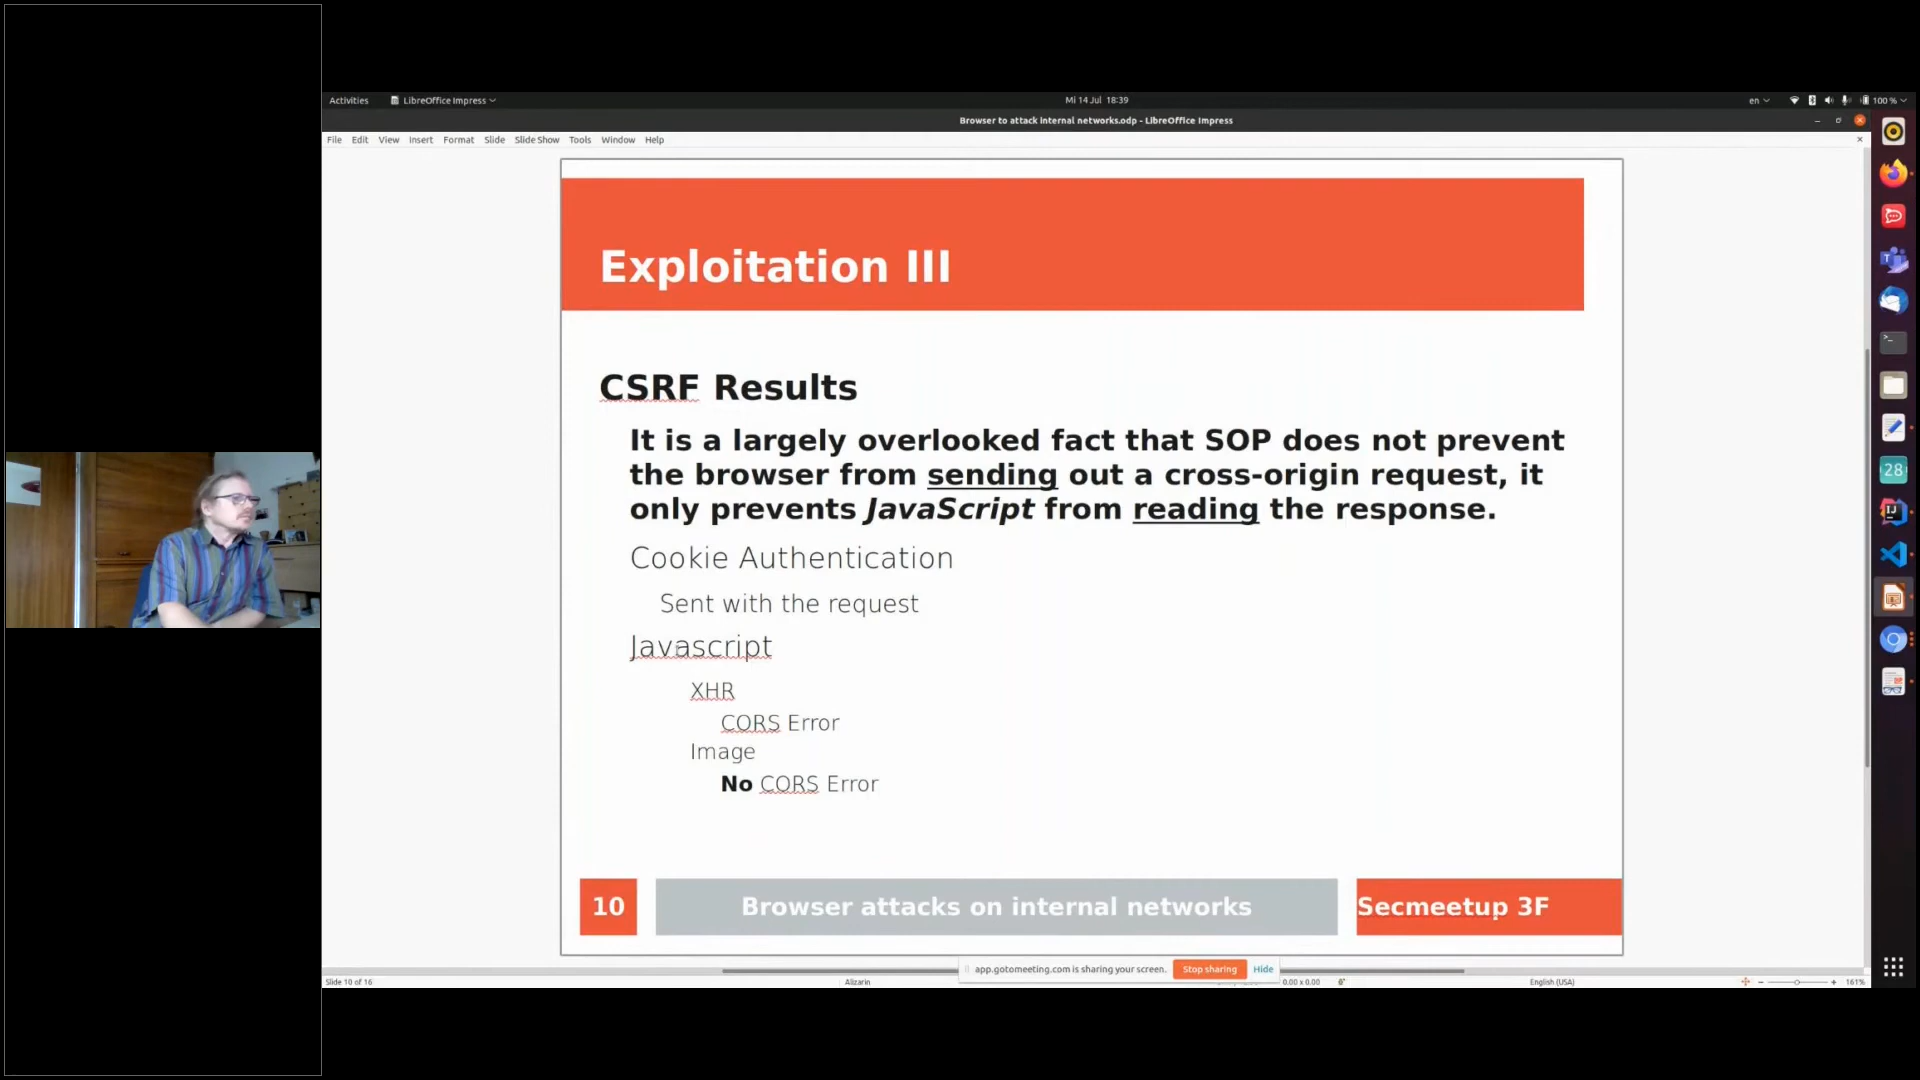 Activities
LibreOffice Impress
Mi 14 Jul 18:39
en
100 %
Browser to attack internal networks.odp - LibreOffice Impress
File Edit View Insert Format Slide Slide Show Tools Window Help
Exploitation III
CSRF Results
It is a largely overlooked fact that SOP does not prevent
the browser from sending out a cross-origin request, it
only prevents JavaScript from reading the response.
Cookie Authentication
Sent with the request
Javascript
XHR
CORS Error
Image
No CORS Error
10
Browser attacks on internal networks
Secmeetup 3F
app.gotomeeting.com is sharing your screen.
Stop sharing
Hide
Slide 10 of 16
Alizarin
0.00 x 0.00
English (USA)
161%
28
IJ